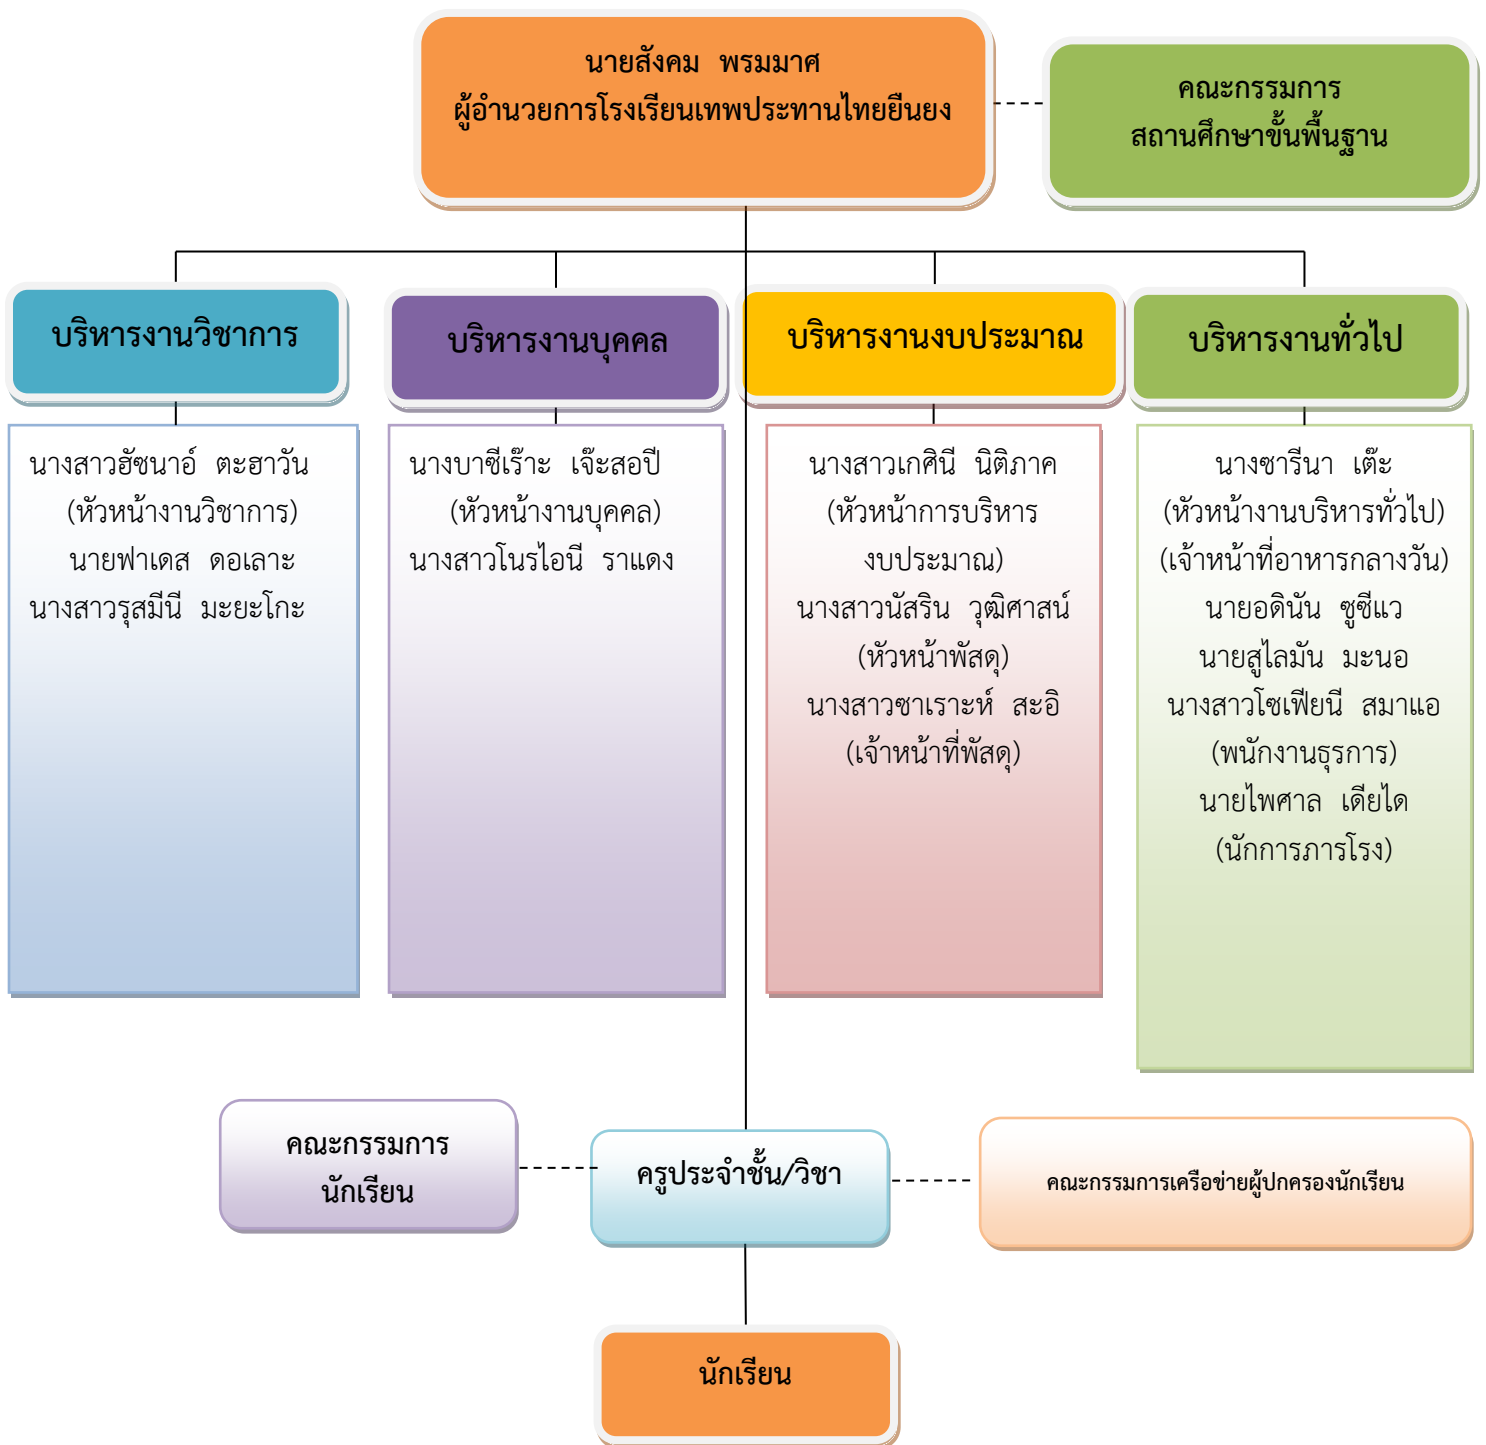 นายสังคม พรมมาศ
ผู้อำนวยการโรงเรียนเทพประทานไทยยืนยง
คณะกรรมการ
สถานศึกษาขั้นพื้นฐาน
บริหารงานวิชาการ
บริหารงานบุคคล
บริหารงานงบประมาณ
บริหารงานทั่วไป
นางสาวฮัซนาอ์ ตะฮาวัน
(หัวหน้างานวิชาการ)
นายฟาเดส ดอเลาะ
นางสาวรุสมีนี มะยะโกะ
นางบาซีเร๊าะ เจ๊ะสอปี
(หัวหน้างานบุคคล)
นางสาวโนรไอนี ราแดง
นางสาวเกศินี นิติภาค
(หัวหน้าการบริหาร
งบประมาณ)
นางสาวนัสริน วุฒิศาสน์
(หัวหน้าพัสดุ)
นางสาวซาเราะห์ สะอิ
(เจ้าหน้าที่พัสดุ)
นางซารีนา เต๊ะ
(หัวหน้างานบริหารทั่วไป)
(เจ้าหน้าที่อาหารกลางวัน)
นายอดินัน ซูซีแว
นายสูไลมัน มะนอ
นางสาวโซเฟียนี สมาแอ
(พนักงานธุรการ)
นายไพศาล เดียได
(นักการภารโรง)
คณะกรรมการ
นักเรียน
ครูประจำชั้น/วิชา
คณะกรรมการเครือข่ายผู้ปกครองนักเรียน
นักเรียน